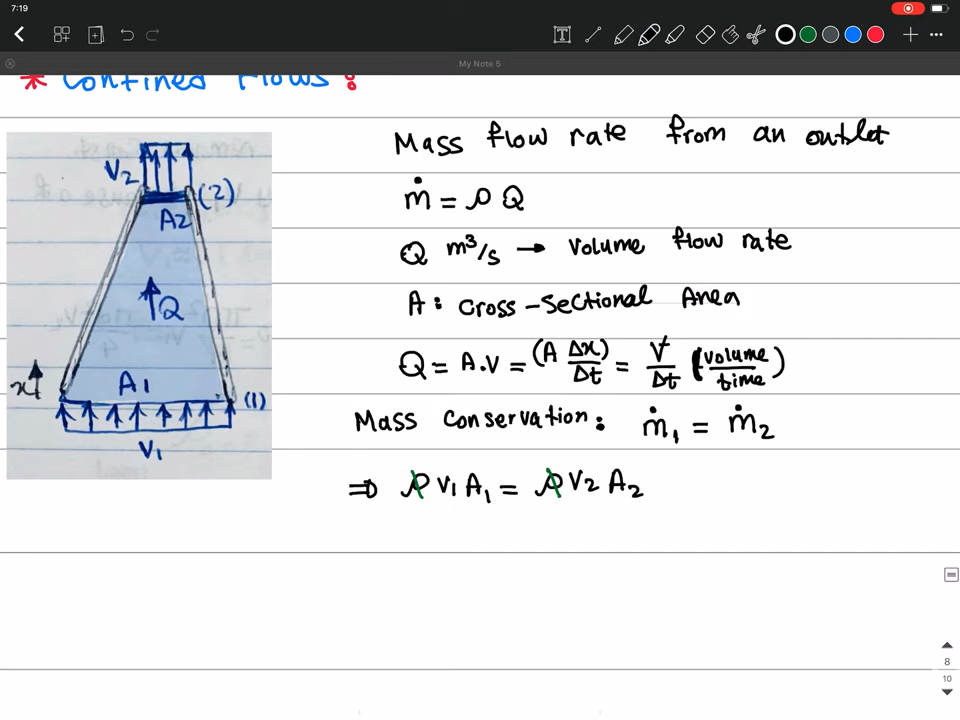 7:19
My Note 5
* Confined Flows:
Mass flow rate from an outlet
ṁ = ρ Q
Q m³/s → Volume flow rate
A: Cross-Sectional Area
Q = A.V = (A Δx/Δt) = V/Δt (volume/time)
Mass Conservation: ṁ₁ = ṁ₂
⇒ ρ V₁ A₁ = ρ V₂ A₂
V₂
(2)
A₂
↑Q
x
A₁
(1)
V₁
8
10